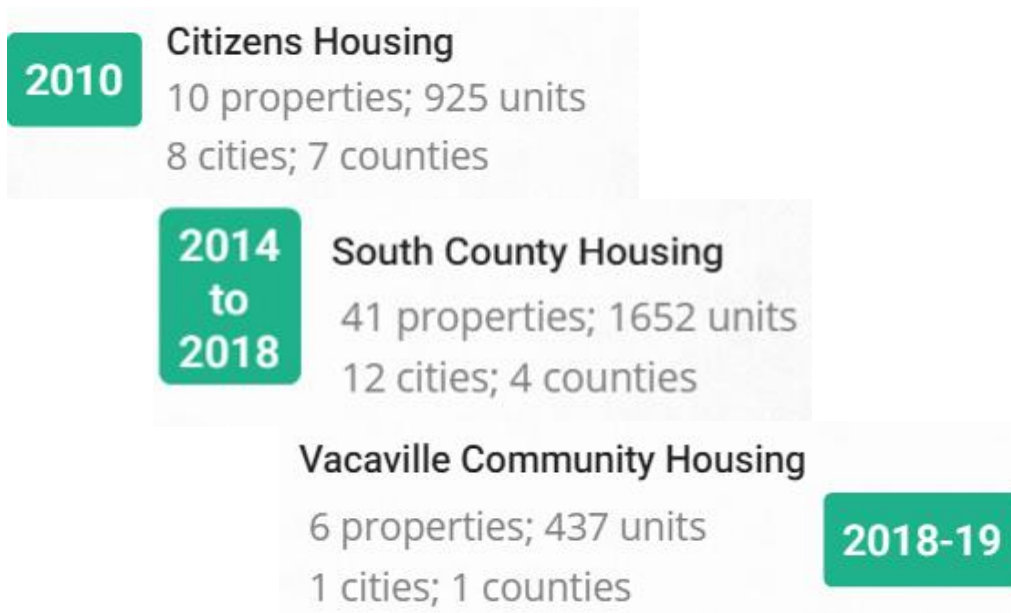 2010
Citizens Housing
10 properties; 925 units
8 cities; 7 counties
2014
to
2018
South County Housing
41 properties; 1652 units
12 cities; 4 counties
Vacaville Community Housing
6 properties; 437 units
1 cities; 1 counties
2018-19